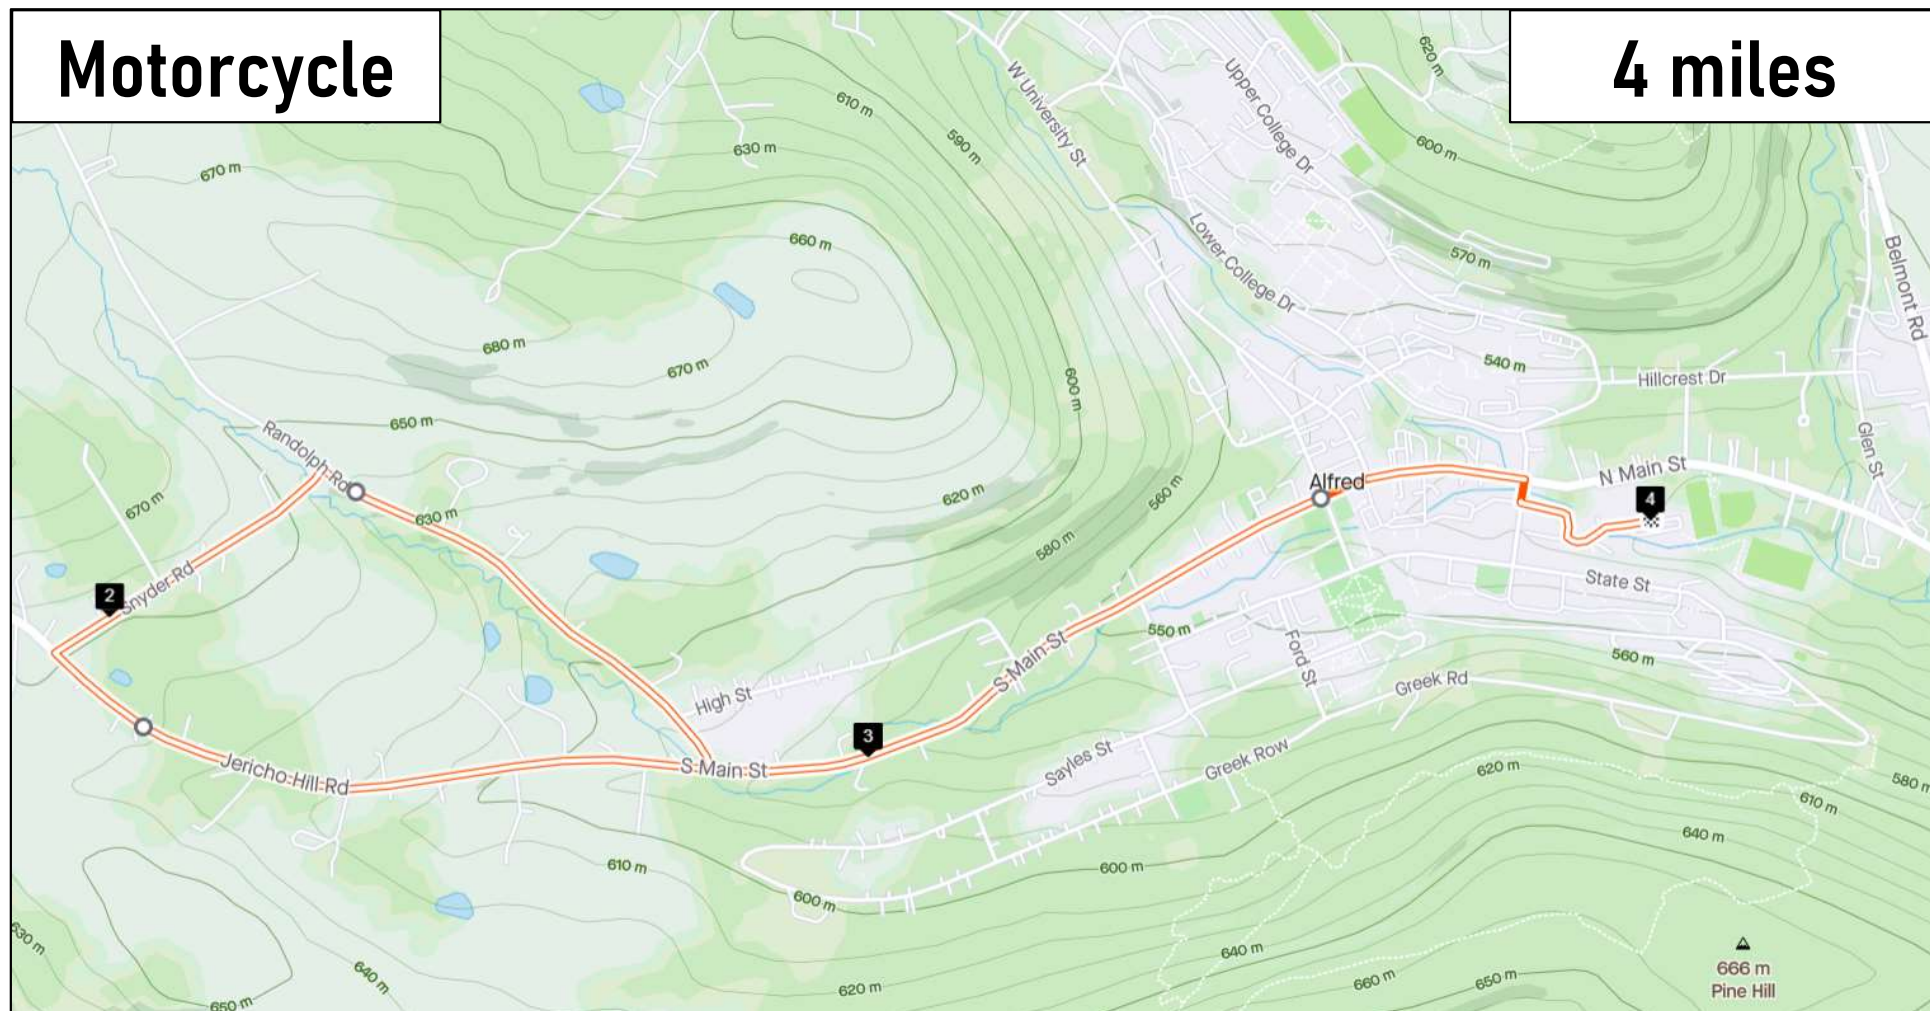 Motorcycle
4 miles
620 m
W University St
Upper College Dr
610 m
590 m
630 m
600 m
670 m
660 m
Lower College Dr
570 m
Belmont Rd
680 m
670 m
600 m
540 m
Hillcrest Dr
650 m
Randolph Rd
Glen St
N Main St
Alfred
670 m
620 m
560 m
4
630 m
580 m
State St
Snyder Rd
2
550 m
S Main St
Ford St
560 m
Greek Rd
High St
3
Jericho Hill Rd
S Main St
Sayles St
Greek Row
620 m
580 m
610 m
640 m
610 m
600 m
600 m
630 m
640 m
640 m
650 m
620 m
660 m
650 m
666 m
Pine Hill